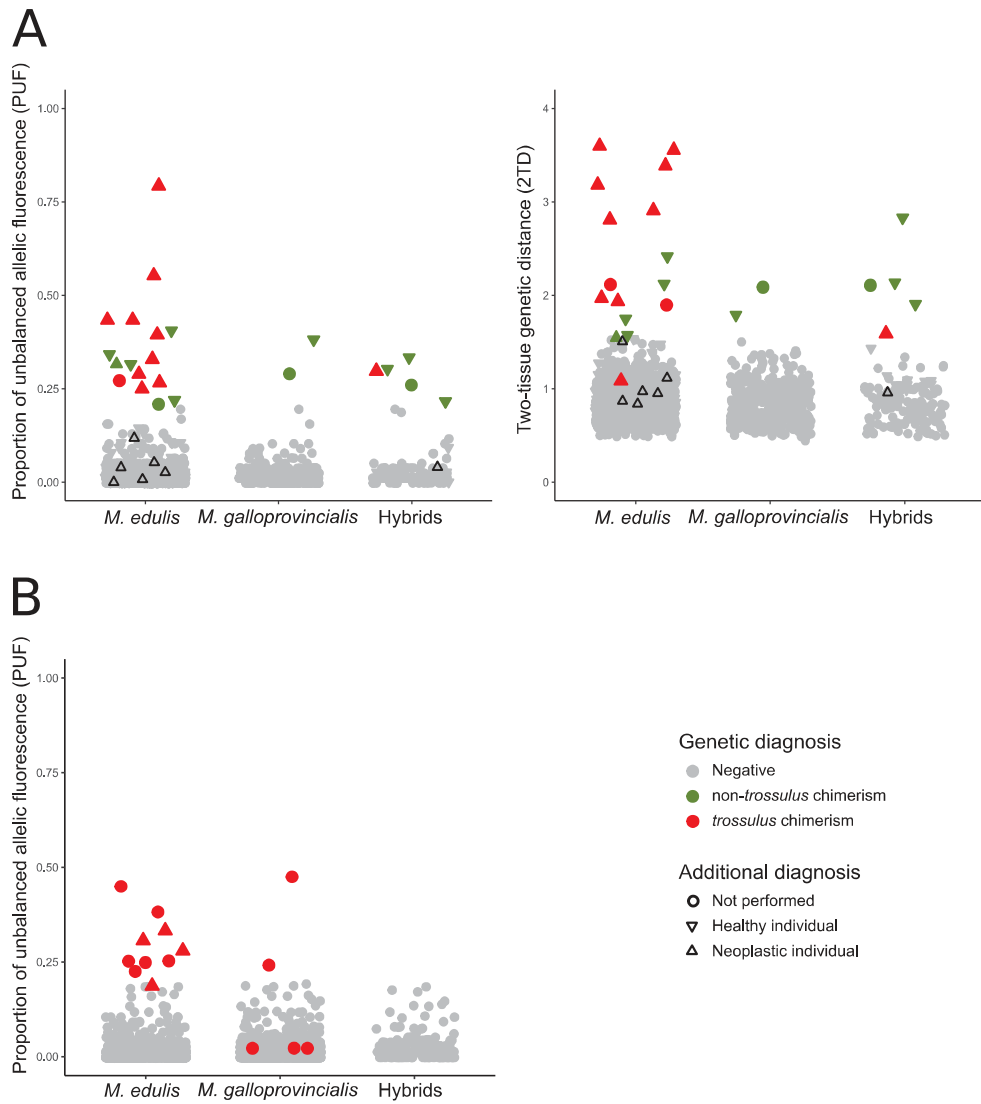 A
Proportion of unbalanced allelic fluorescence (PUF)
1.00
0.75
0.50
0.25
0.00
M. edulis
M. galloprovincialis
Hybrids
Two-tissue genetic distance (2TD)
4
3
2
1
0
M. edulis
M. galloprovincialis
Hybrids
B
Proportion of unbalanced allelic fluorescence (PUF)
1.00
0.75
0.50
0.25
0.00
M. edulis
M. galloprovincialis
Hybrids
Genetic diagnosis
Negative
non-trossulus chimerism
trossulus chimerism
Additional diagnosis
Not performed
Healthy individual
Neoplastic individual